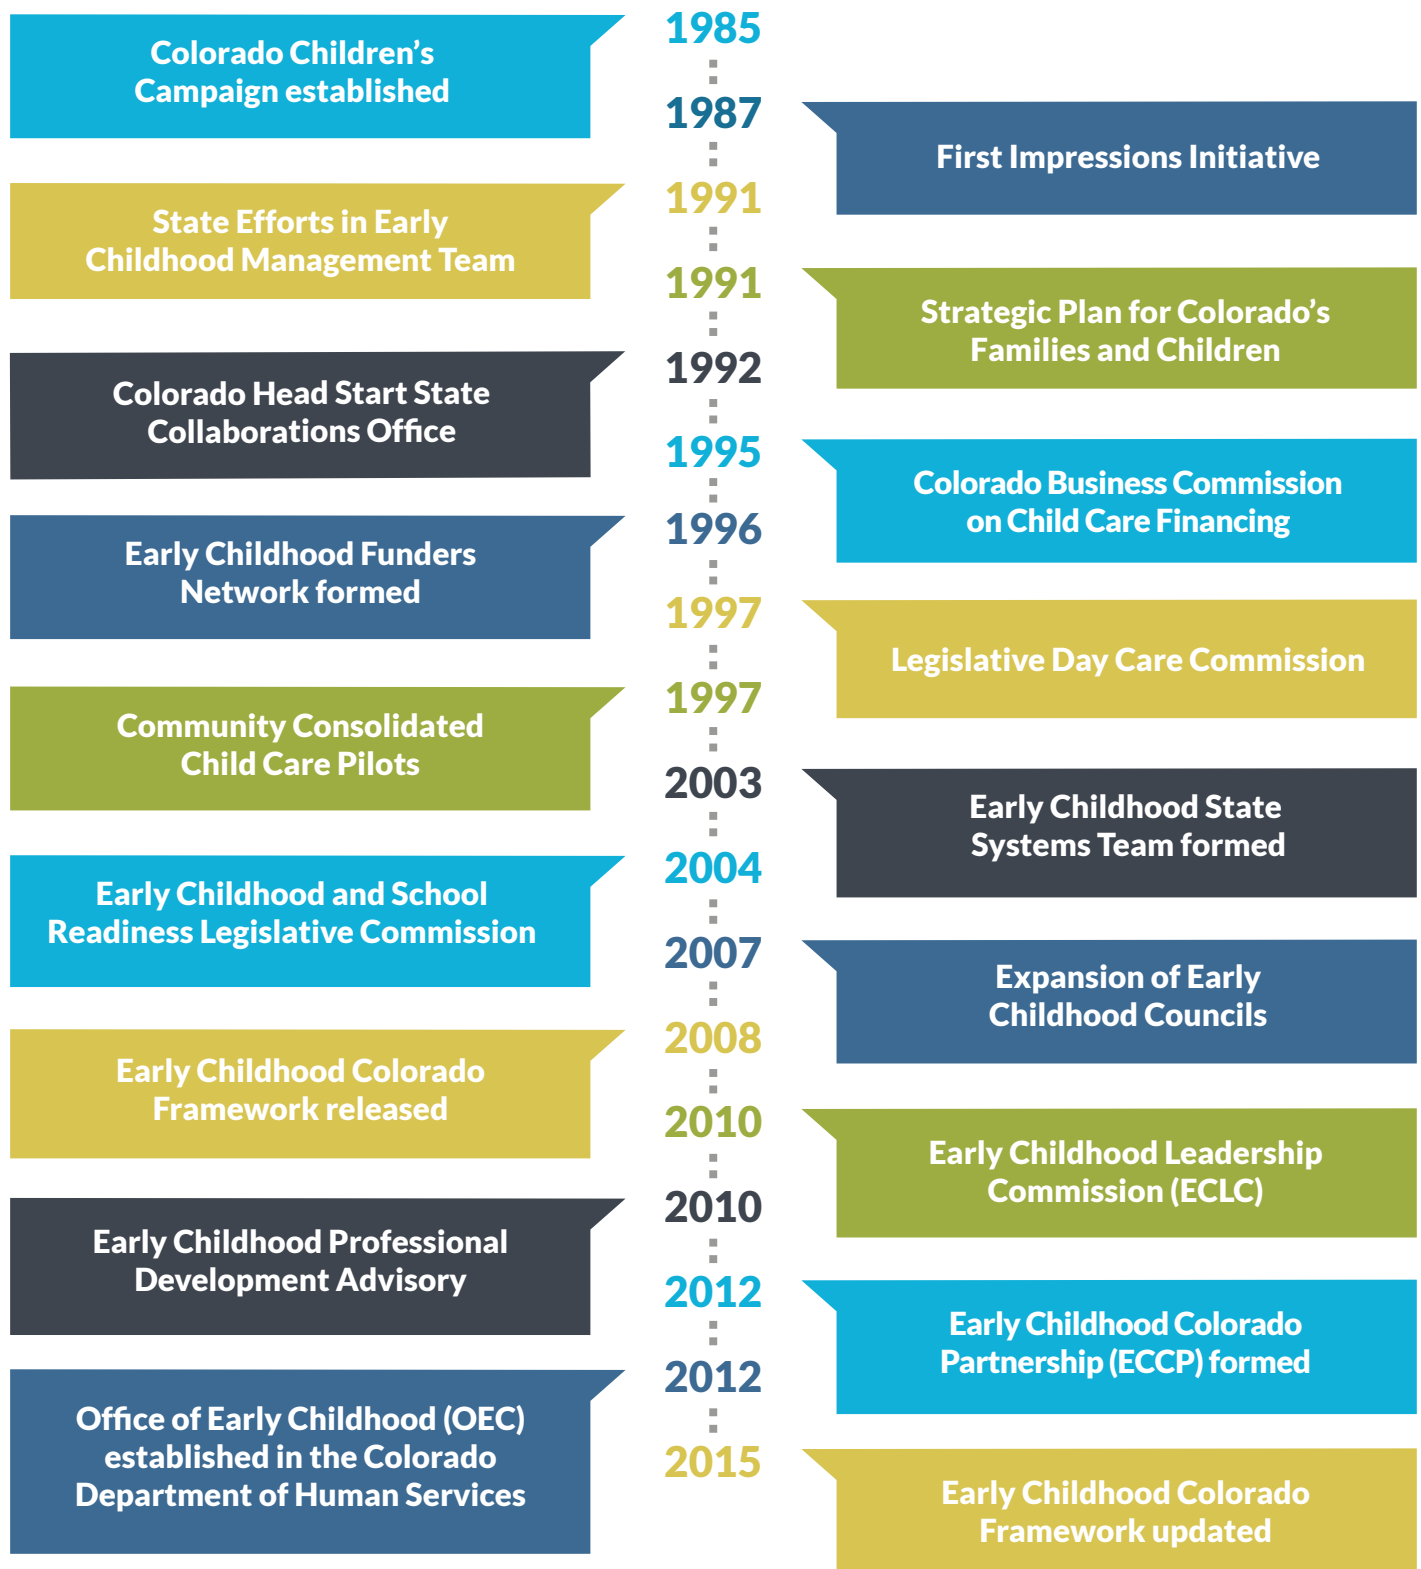 1985
Colorado Children’s
Campaign established
1987
First Impressions Initiative
1991
State Efforts in Early
Childhood Management Team
1991
Strategic Plan for Colorado’s
Families and Children
1992
Colorado Head Start State
Collaborations Office
1995
Colorado Business Commission
on Child Care Financing
1996
Early Childhood Funders
Network formed
1997
Legislative Day Care Commission
1997
Community Consolidated
Child Care Pilots
2003
Early Childhood State
Systems Team formed
2004
Early Childhood and School
Readiness Legislative Commission
2007
Expansion of Early
Childhood Councils
2008
Early Childhood Colorado
Framework released
2010
Early Childhood Leadership
Commission (ECLC)
2010
Early Childhood Professional
Development Advisory
2012
Early Childhood Colorado
Partnership (ECCP) formed
2012
Office of Early Childhood (OEC)
established in the Colorado
Department of Human Services
2015
Early Childhood Colorado
Framework updated